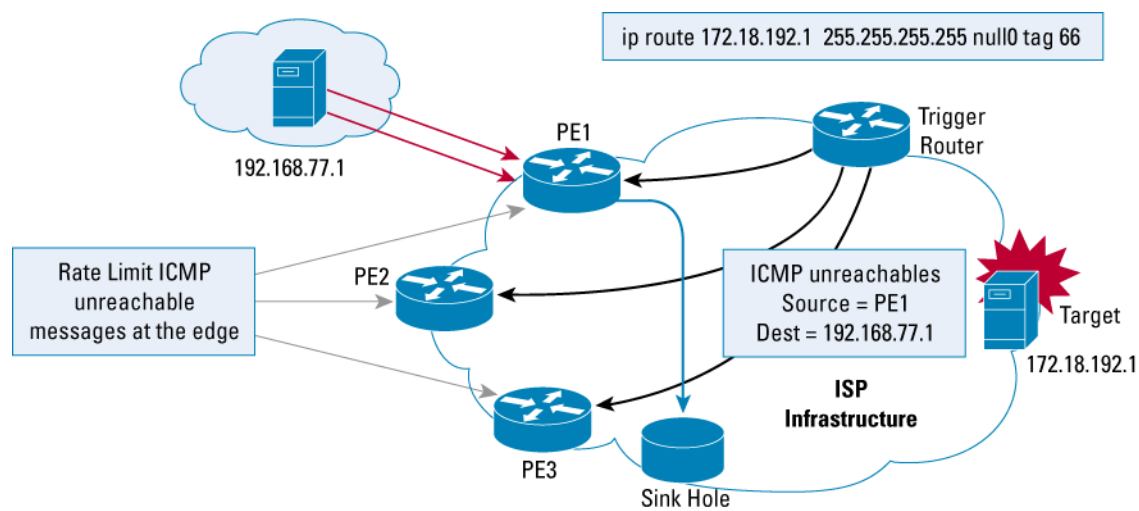 ip route 172.18.192.1 255.255.255.255 null0 tag 66
192.168.77.1
PE1
Trigger
Router
Rate Limit ICMP
unreachable
messages at the edge
PE2
ICMP unreachables
Source = PE1
Dest = 192.168.77.1
Target
172.18.192.1
ISP
Infrastructure
PE3
Sink Hole